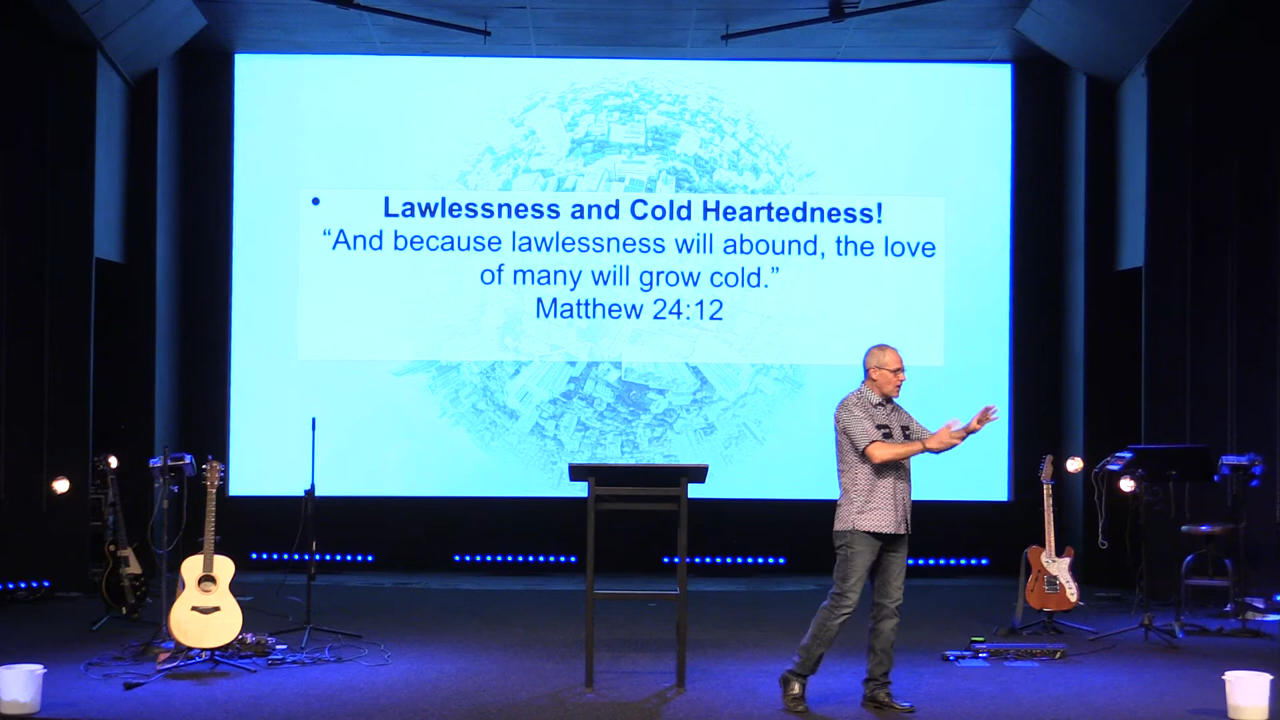 • Lawlessness and Cold Heartedness!
“And because lawlessness will abound, the love
of many will grow cold.”
Matthew 24:12